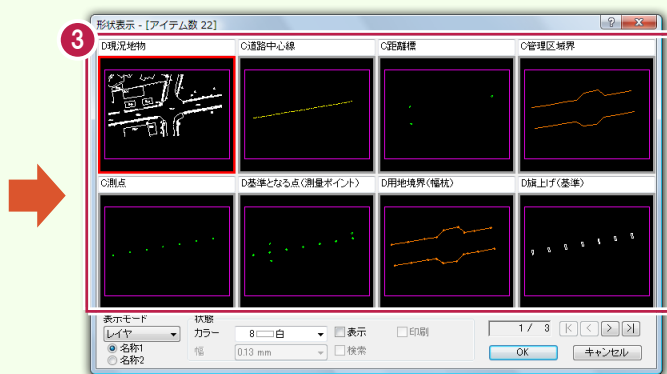 形状表示 - [アイテム数 22]
?
3
D現況地物
C道路中心線
C距離標
C管理区域界
C測点
D基準となる点(測量ポイント)
D用地境界(幅杭)
D旗上げ(基準)
表示モード
レイヤ
名称1
名称2
状態
カラー 8 白 表示 印刷
幅 0.13 mm 検索
1 / 3
OK キャンセル